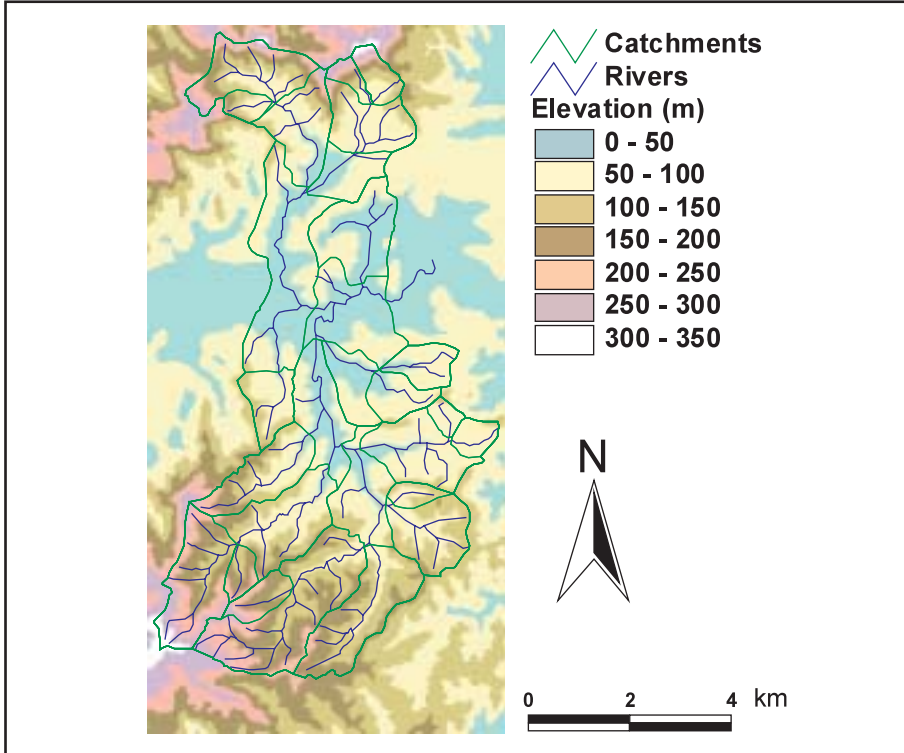 Catchments
Rivers
Elevation (m)
0 - 50
50 - 100
100 - 150
150 - 200
200 - 250
250 - 300
300 - 350
N
0 2 4 km